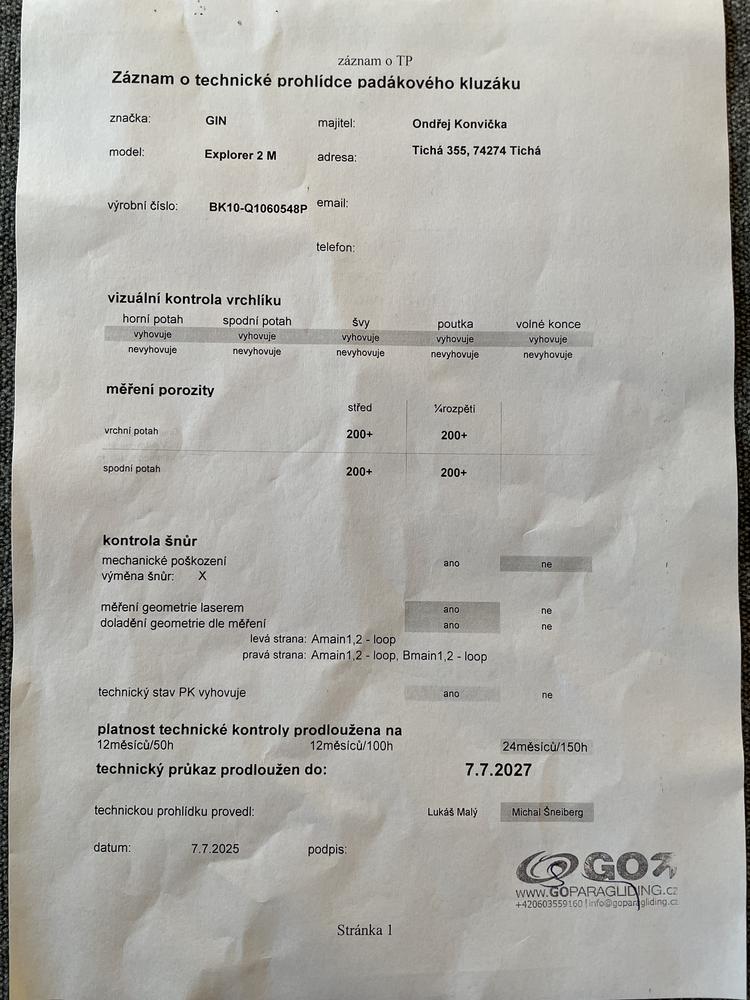 záznam o TP
Záznam o technické prohlídce padákového kluzáku
značka: GIN majitel: Ondřej Konvička
model: Explorer 2 M adresa: Tichá 355, 74274 Tichá
výrobní číslo: BK10-Q1060548P email:
telefon:
vizuální kontrola vrchlíku
horní potah spodní potah švy poutka volné konce
vyhovuje vyhovuje vyhovuje vyhovuje vyhovuje
nevyhovuje nevyhovuje nevyhovuje nevyhovuje nevyhovuje
měření porozity
střed ¼rozpětí
vrchní potah 200+ 200+
spodní potah 200+ 200+
kontrola šnůr
mechanické poškození ano ne
výměna šnůr: X
měření geometrie laserem ano ne
doladění geometrie dle měření ano ne
levá strana: Amain1,2 - loop
pravá strana: Amain1,2 - loop, Bmain1,2 - loop
technický stav PK vyhovuje ano ne
platnost technické kontroly prodloužena na
12měsíců/50h 12měsíců/100h 24měsíců/150h
technický průkaz prodloužen do: 7.7.2027
technickou prohlídku provedl: Lukáš Malý Michal Šneiberg
datum: 7.7.2025 podpis:
GO
WWW.GOPARAGLIDING.cz
+420603559160 | info@goparagliding.cz
Stránka 1